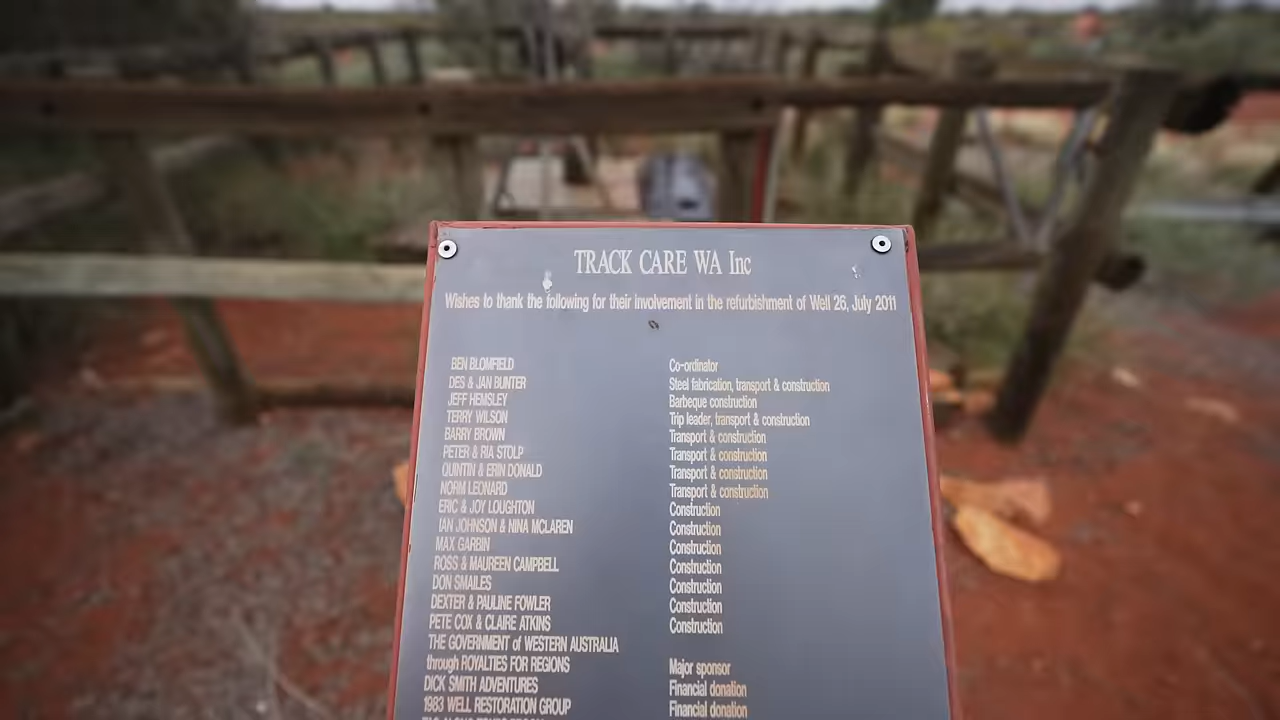 TRACK CARE WA Inc
Wishes to thank the following for their involvement in the refurbishment of Well 26, July 2011
BEN BLOMFIELD Co-ordinator
DES & JAN BUNTER Steel fabrication, transport & construction
JEFF HEMSLEY Barbeque construction
TERRY WILSON Trip leader, transport & construction
BARRY BROWN Transport & construction
PETER & RIA STOLP Transport & construction
QUINTIN & ERIN DONALD Transport & construction
NORM LEONARD Transport & construction
ERIC & JOY LOUGHTON Construction
IAN JOHNSON & NINA MCLAREN Construction
MAX GARBIN Construction
ROSS & MAUREEN CAMPBELL Construction
DON SMAILES Construction
DEXTER & PAULINE FOWLER Construction
PETE COX & CLAIRE ATKINS Construction
THE GOVERNMENT of WESTERN AUSTRALIA
through ROYALTIES FOR REGIONS Major sponsor
DICK SMITH ADVENTURES Financial donation
1983 WELL RESTORATION GROUP Financial donation